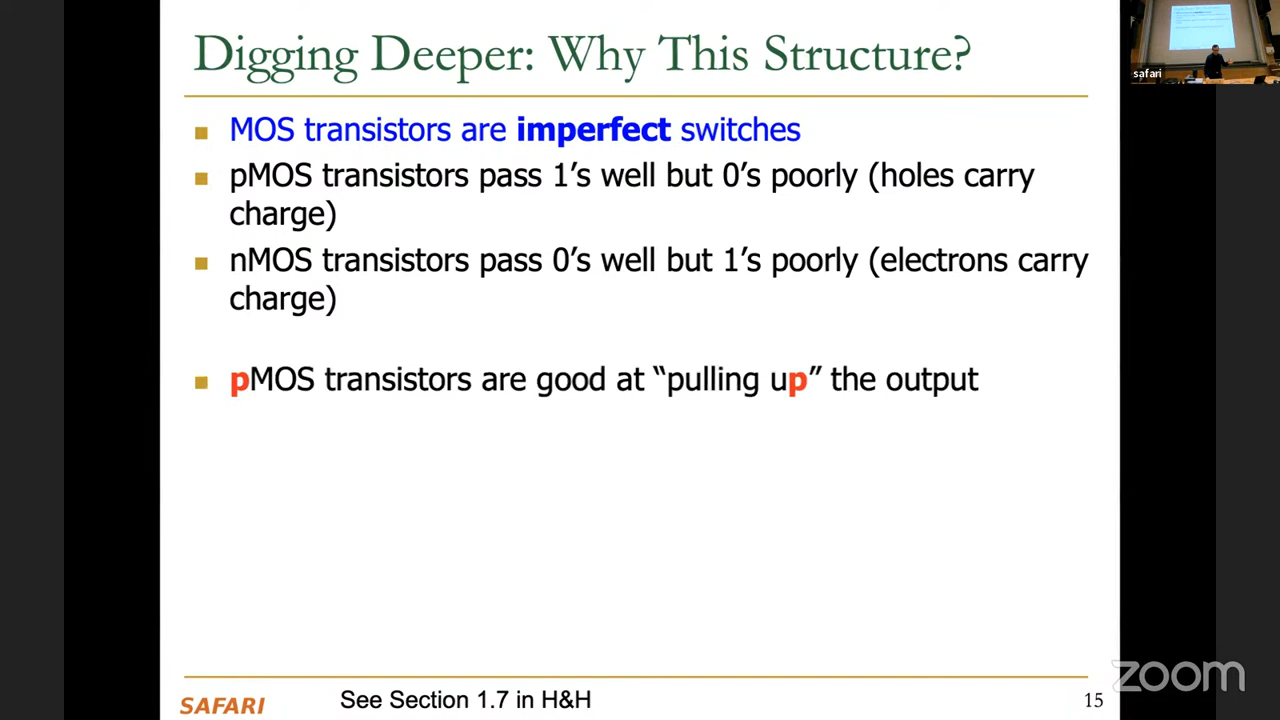 Digging Deeper: Why This Structure?
safari
MOS transistors are imperfect switches
pMOS transistors pass 1’s well but 0’s poorly (holes carry
charge)
nMOS transistors pass 0’s well but 1’s poorly (electrons carry
charge)
pMOS transistors are good at “pulling up” the output
SAFARI
See Section 1.7 in H&H
15
zoom